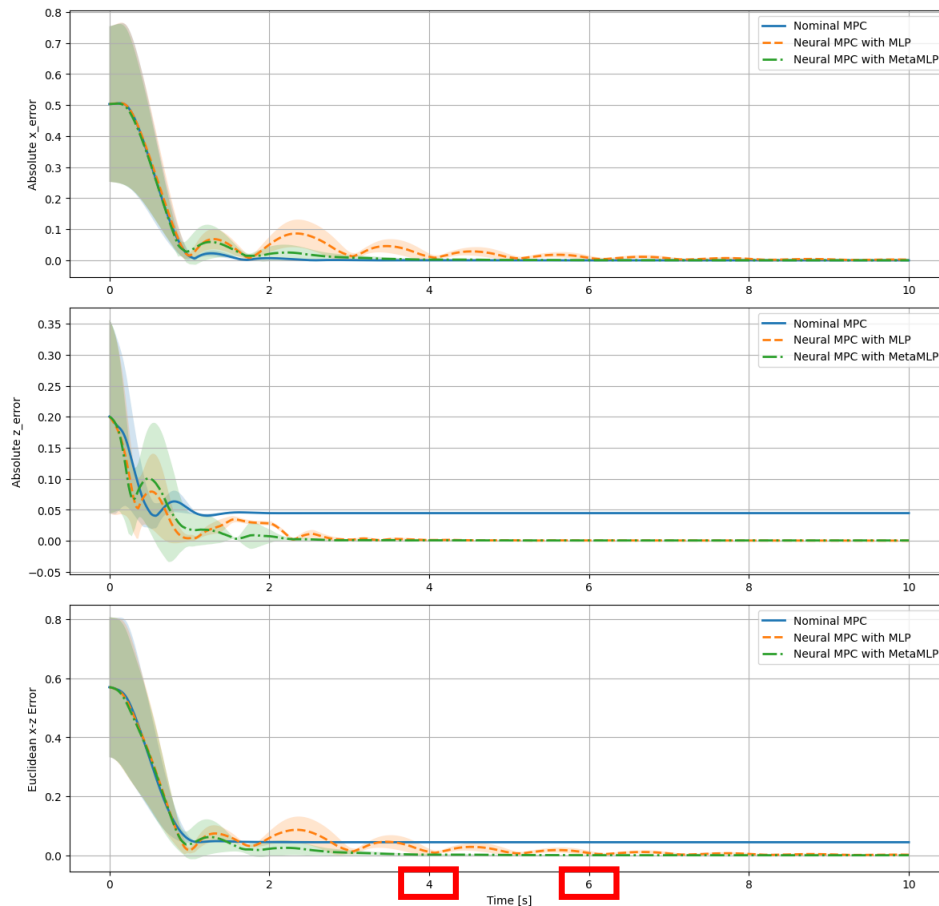 0.8
0.7
0.6
0.5
0.4
0.3
0.2
0.1
0.0
Absolute x_error
Nominal MPC
Neural MPC with MLP
Neural MPC with MetaMLP
0 2 4 6 8 10
0.35
0.30
0.25
0.20
0.15
0.10
0.05
0.00
−0.05
Absolute z_error
Nominal MPC
Neural MPC with MLP
Neural MPC with MetaMLP
0 2 4 6 8 10
0.8
0.6
0.4
0.2
0.0
Euclidean x-z Error
Nominal MPC
Neural MPC with MLP
Neural MPC with MetaMLP
0 2 4 6 8 10
Time [s]